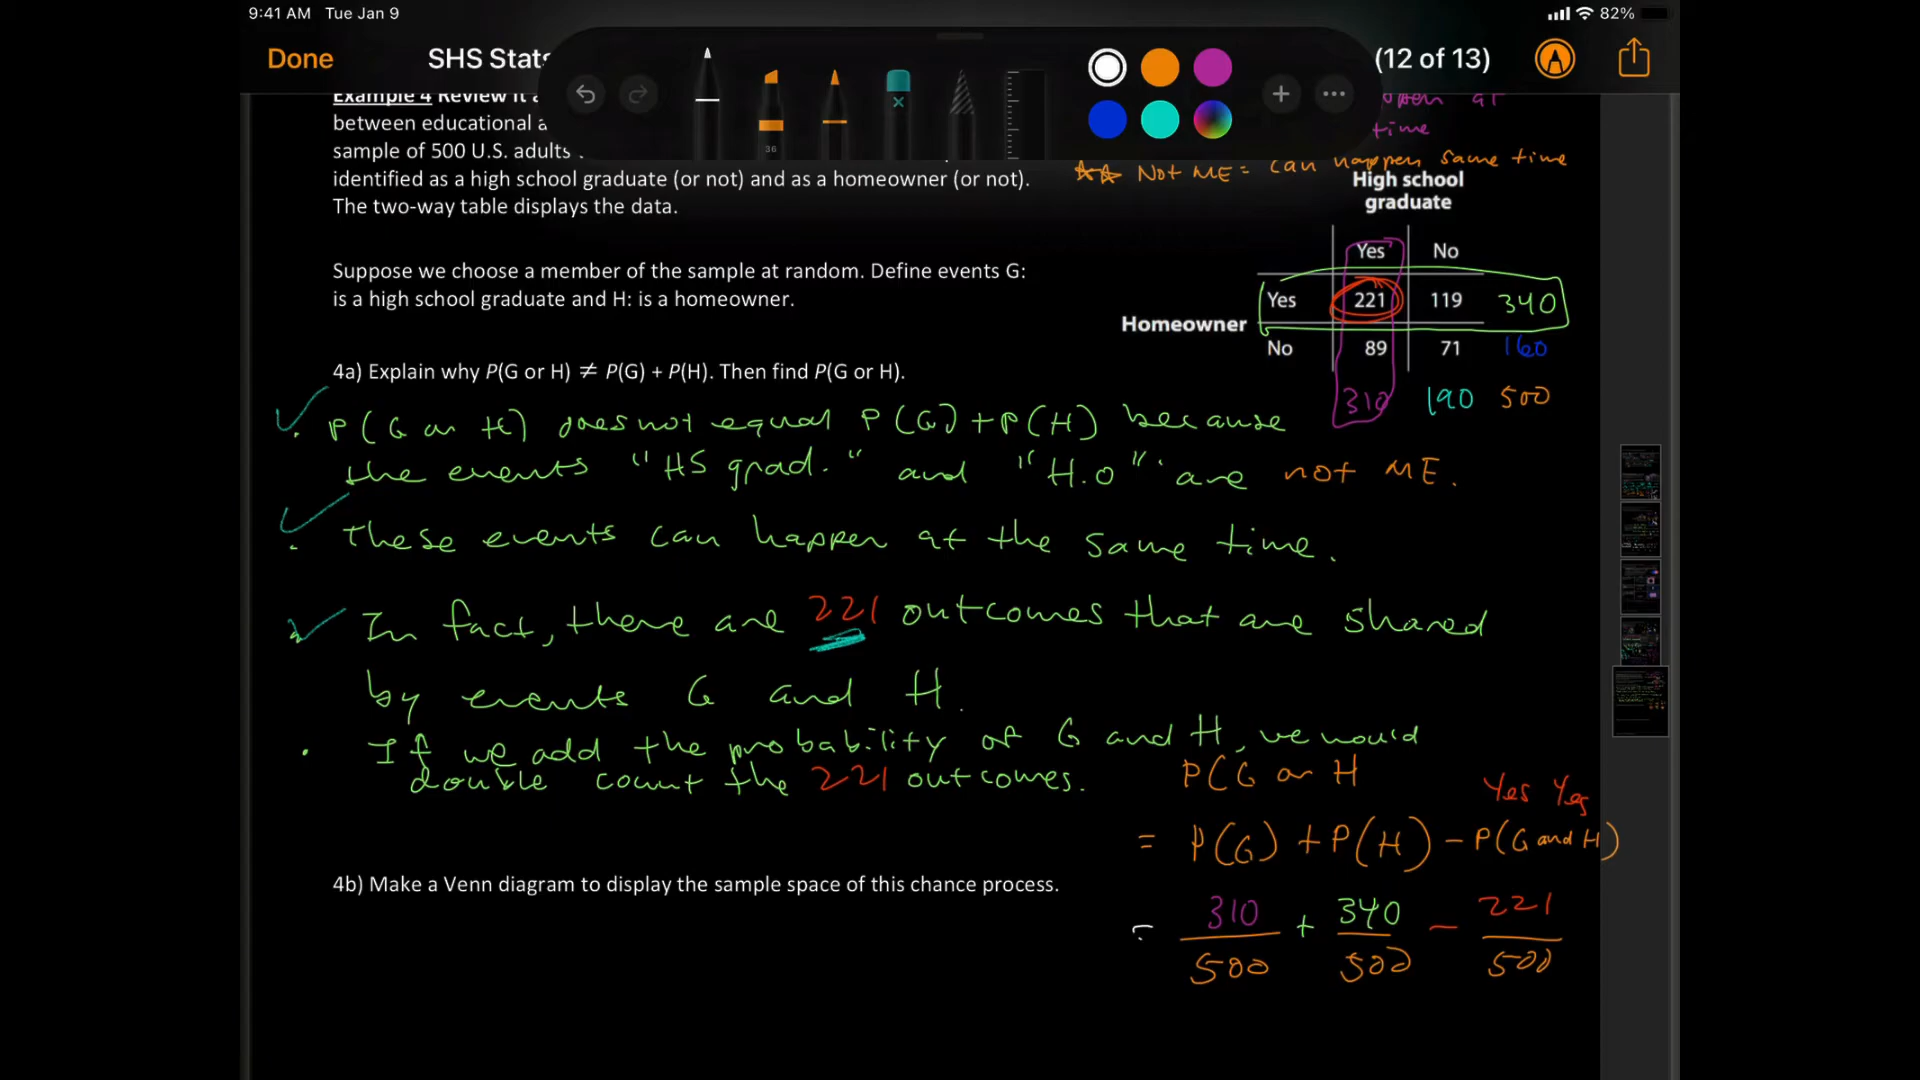 9:41 AM Tue Jan 9
82%
Done
SHS Stats
(12 of 13)
36
Example 4 Review it a
between educational a
sample of 500 U.S. adults
identified as a high school graduate (or not) and as a homeowner (or not).
The two-way table displays the data.
open at
time
Not ME = can happen same time
High school
graduate
Yes No
Yes 221 119 340
Homeowner
No 89 71 160
310 190 500
Suppose we choose a member of the sample at random. Define events G:
is a high school graduate and H: is a homeowner.
4a) Explain why P(G or H) ≠ P(G) + P(H). Then find P(G or H).
P(G or H) does not equal P(G)+P(H) because
the events "HS grad." and "H.O". are not ME.
These events can happen at the same time.
In fact, there are 221 outcomes that are shared
by events G and H.
If we add the probability of G and H, we would
double count the 221 outcomes.
P(G or H
Yes Yes
= P(G) + P(H) - P(G and H)
= 310/500 + 340/500 - 221/500
4b) Make a Venn diagram to display the sample space of this chance process.